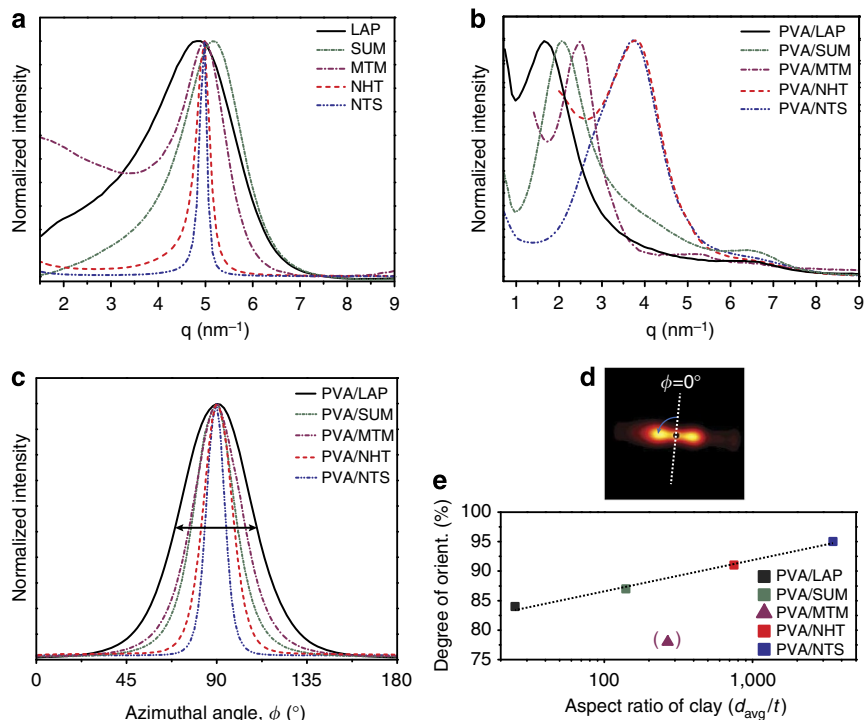 a
LAP
SUM
MTM
NHT
NTS
Normalized intensity
2 3 4 5 6 7 8 9
q (nm⁻¹)
b
PVA/LAP
PVA/SUM
PVA/MTM
PVA/NHT
PVA/NTS
Normalized intensity
1 2 3 4 5 6 7 8 9
q (nm⁻¹)
c
PVA/LAP
PVA/SUM
PVA/MTM
PVA/NHT
PVA/NTS
Normalized intensity
0 45 90 135 180
Azimuthal angle, ϕ (°)
d
ϕ=0°
e
Degree of orient. (%)
100
95
90
85
80
75
PVA/LAP
PVA/SUM
PVA/MTM
PVA/NHT
PVA/NTS
( )
100 1,000
Aspect ratio of clay (d_avg/t)